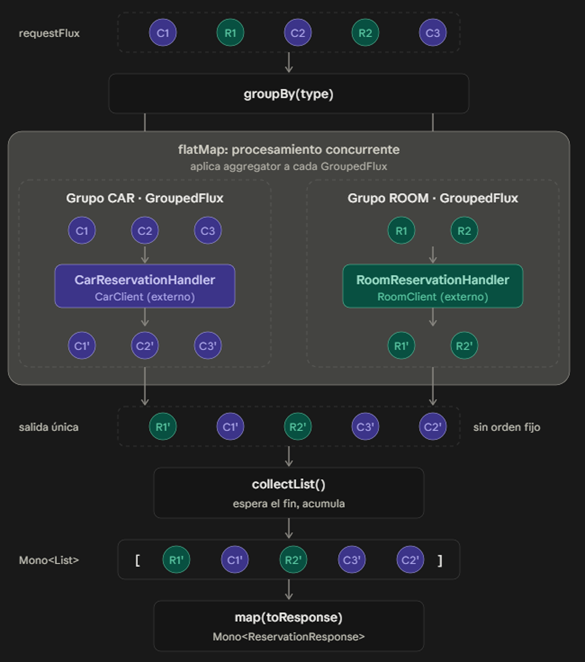 requestFlux
C1 R1 C2 R2 C3
groupBy(type)
flatMap: procesamiento concurrente
aplica aggregator a cada GroupedFlux
Grupo CAR · GroupedFlux
C1 C2 C3
CarReservationHandler
CarClient (externo)
C1' C2' C3'
Grupo ROOM · GroupedFlux
R1 R2
RoomReservationHandler
RoomClient (externo)
R1' R2'
salida única
R1' C1' R2' C3' C2'
sin orden fijo
collectList()
espera el fin, acumula
Mono<List>
[ R1' C1' R2' C3' C2' ]
map(toResponse)
Mono<ReservationResponse>